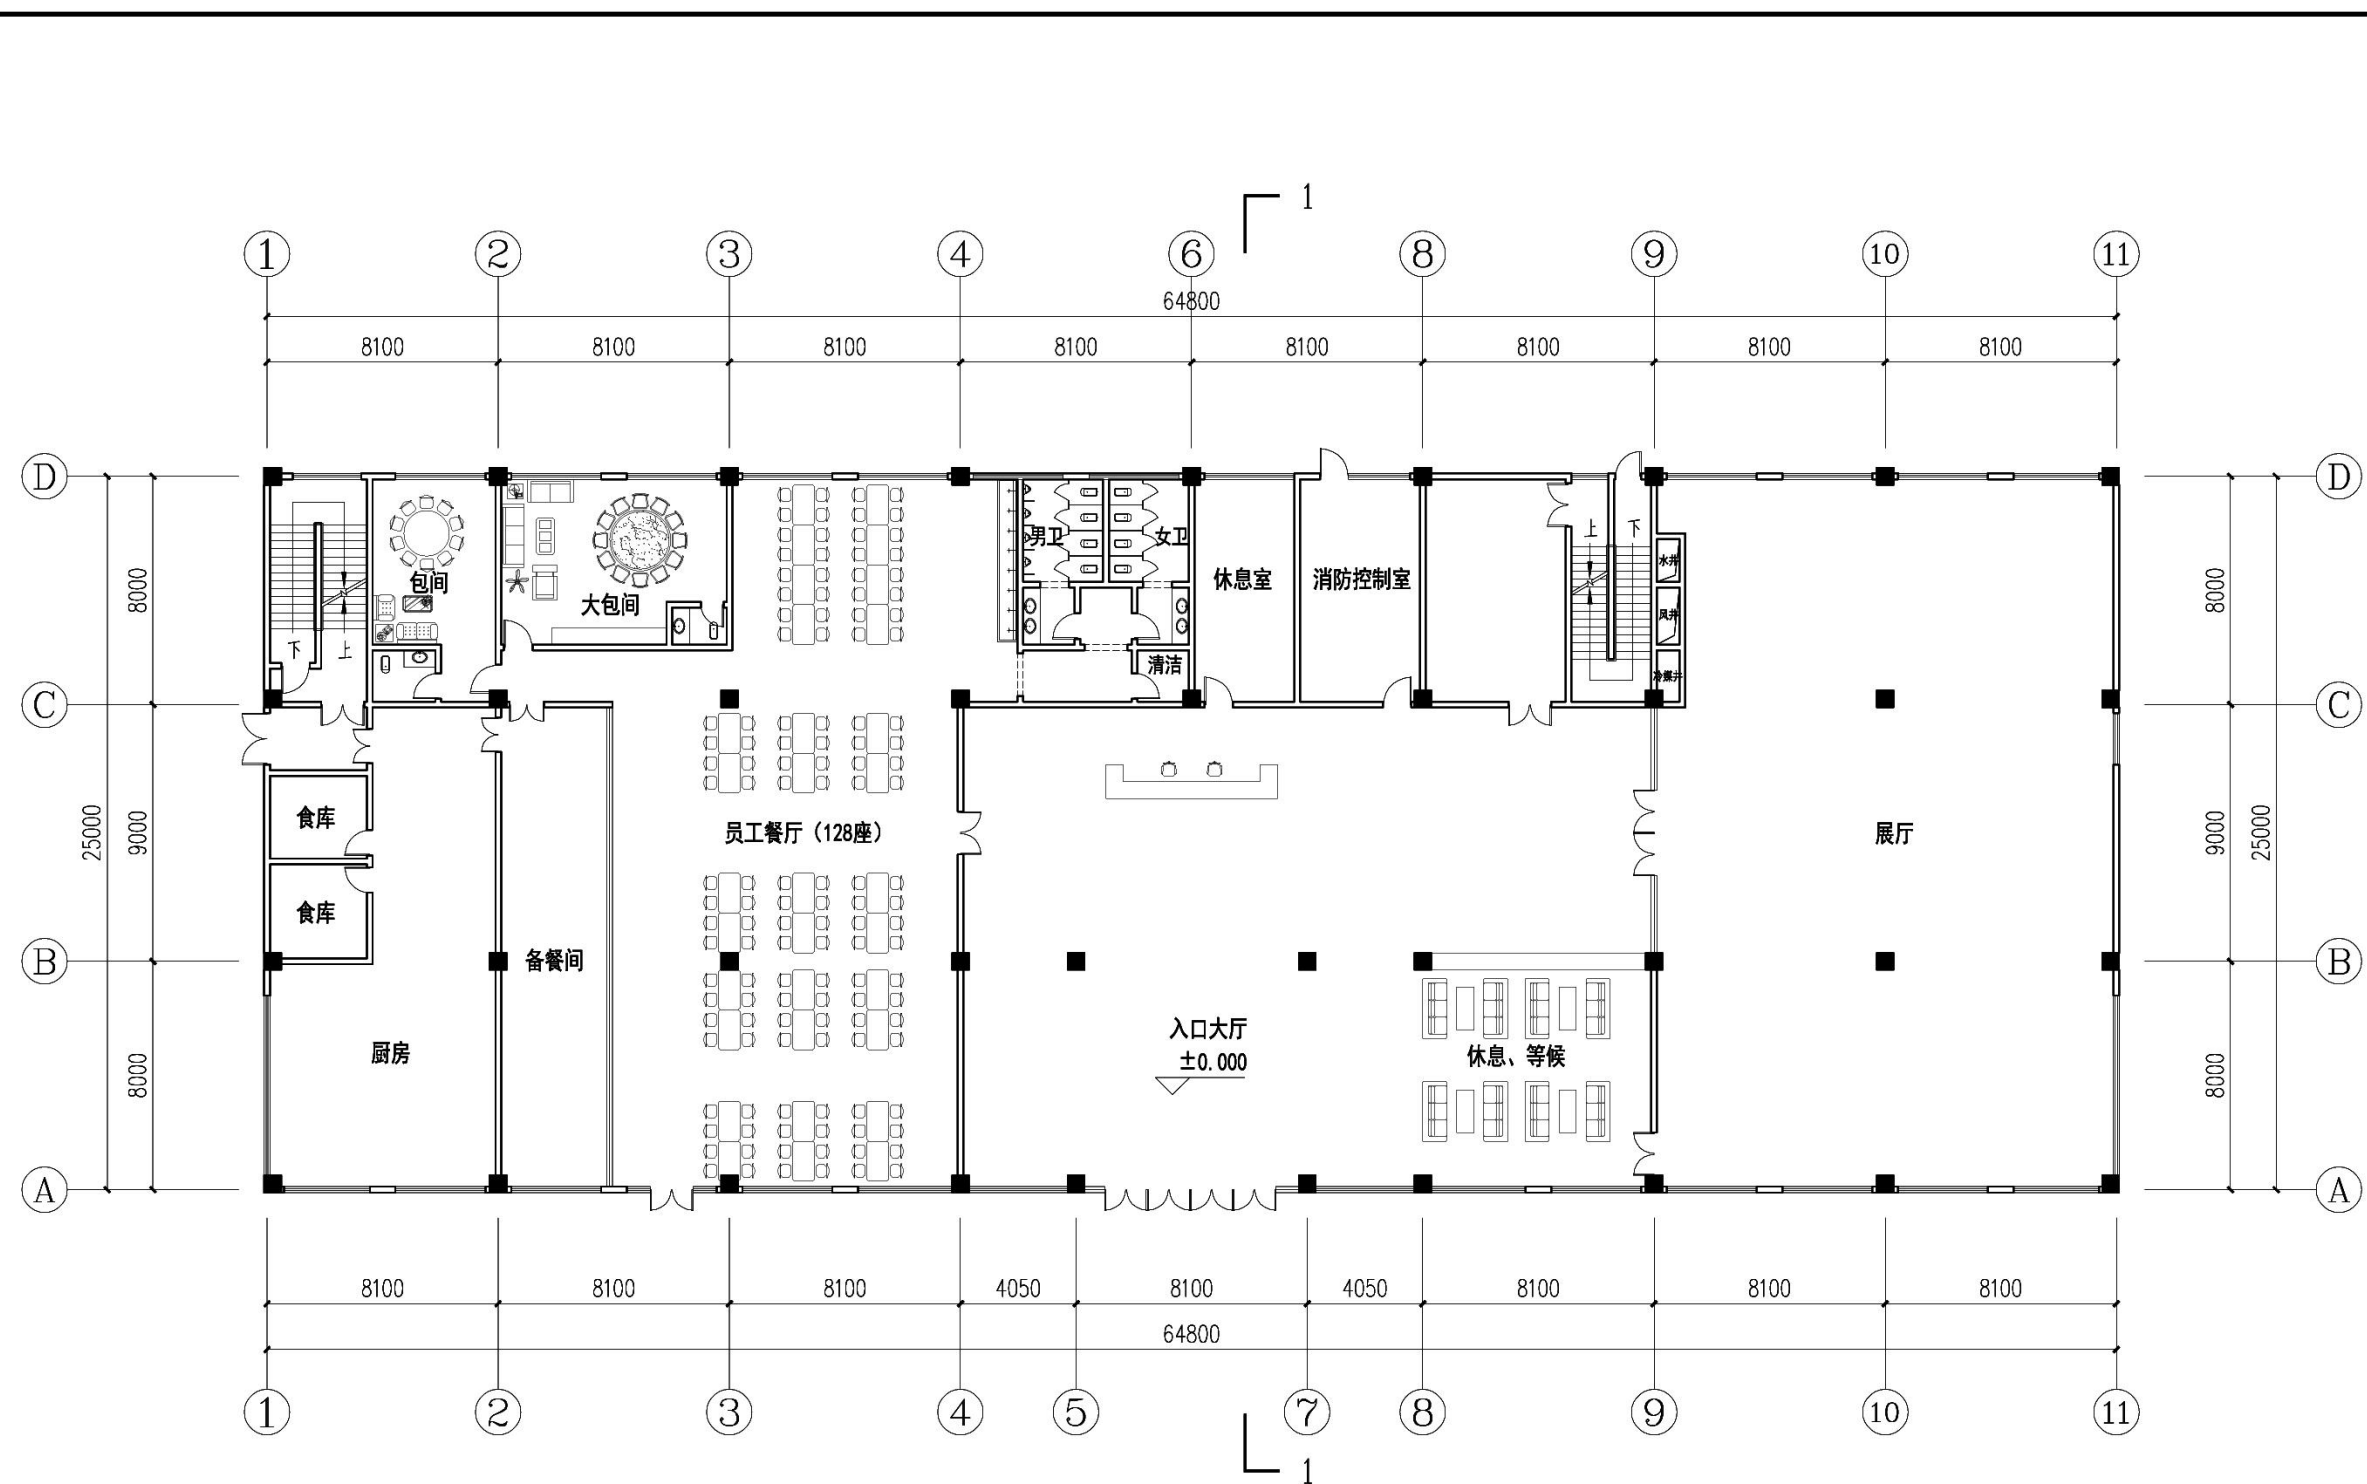 1
1 2 3 4 6 8 9 10 11
64800
8100 8100 8100 8100 8100 8100 8100 8100
D D
上 下
男卫 女卫
水井
包间 休息室 消防控制室 8000 8000
大包间 风井
下 上
清洁
冷媒井
C C
食库 员工餐厅（128座） 展厅
25000 9000 9000 25000
食库
B 备餐间 B
入口大厅
厨房 ±0.000 休息、等候
8000 8000
A A
8100 8100 8100 4050 8100 4050 8100 8100 8100
64800
1 2 3 4 5 7 8 9 10 11
1